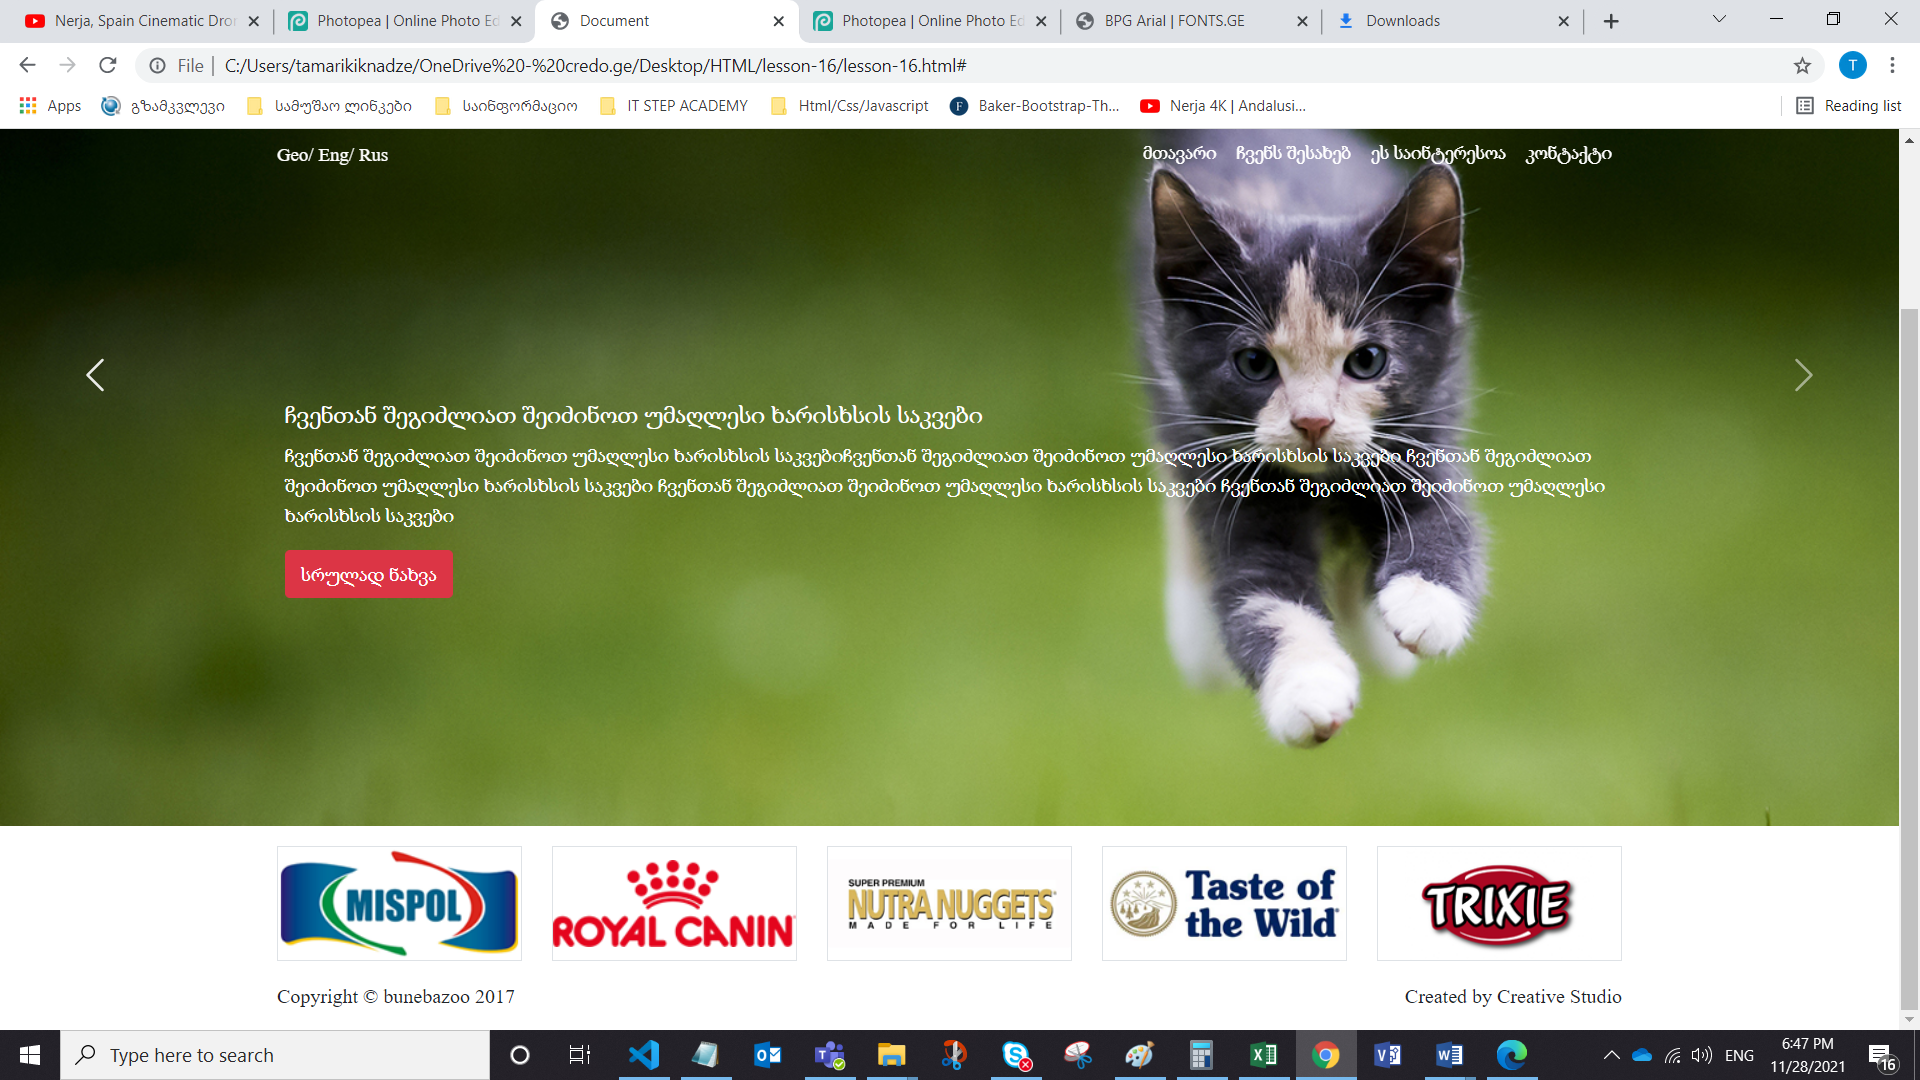 Nerja, Spain Cinematic Dron
Photopea | Online Photo Ed
Document
Photopea | Online Photo Ed
BPG Arial | FONTS.GE
Downloads
File | C:/Users/tamarikiknadze/OneDrive%20-%20credo.ge/Desktop/HTML/lesson-16/lesson-16.html#
T
Apps
გზამკვლევი
სამუშაო ლინკები
საინფორმაციო
IT STEP ACADEMY
Html/Css/Javascript
F
Baker-Bootstrap-Th...
Nerja 4K | Andalusi...
Reading list
Geo/ Eng/ Rus
მთავარი
ჩვენს შესახებ
ეს საინტერესოა
კონტაქტი
ჩვენთან შეგიძლიათ შეიძინოთ უმაღლესი ხარისხსის საკვები
ჩვენთან შეგიძლიათ შეიძინოთ უმაღლესი ხარისხსის საკვებიჩვენთან შეგიძლიათ შეიძინოთ უმაღლესი ხარისხსის საკვები ჩვენთან შეგიძლიათ
შეიძინოთ უმაღლესი ხარისხსის საკვები ჩვენთან შეგიძლიათ შეიძინოთ უმაღლესი ხარისხსის საკვები ჩვენთან შეგიძლიათ შეიძინოთ უმაღლესი
ხარისხსის საკვები
სრულად ნახვა
MISPOL
ROYAL CANIN
SUPER PREMIUM
NUTRA NUGGETS
MADE FOR LIFE
Taste of
the Wild
TRIXIE
Copyright © bunebazoo 2017
Created by Creative Studio
Type here to search
ENG
6:47 PM
11/28/2021
16